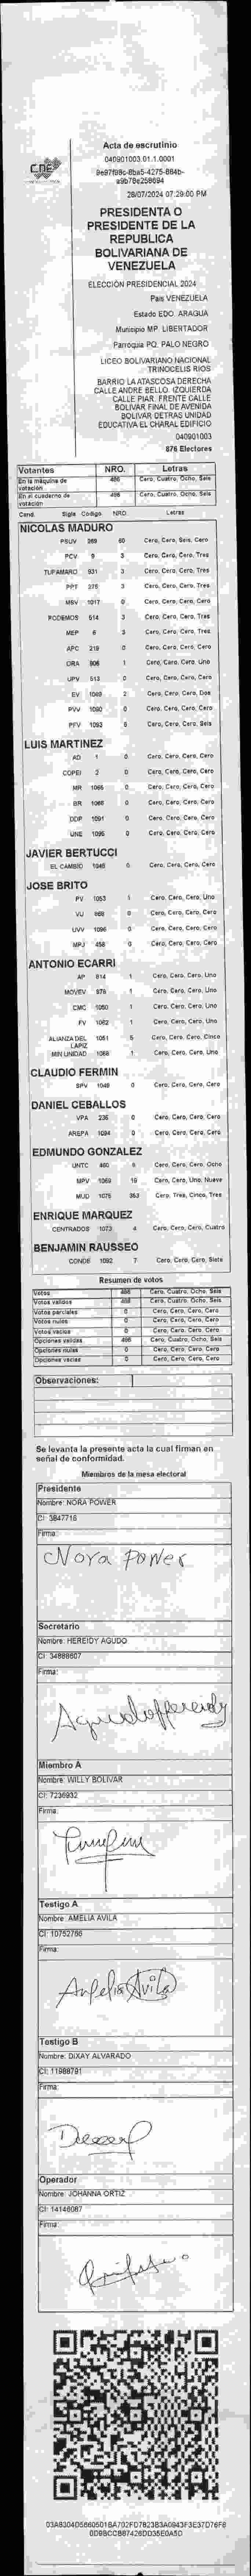 CNE
Acta de escrutinio
040901003.01.1.0001
28/07/2024 07:29:00 PM
PRESIDENTA O
PRESIDENTE DE LA
REPUBLICA
BOLIVARIANA DE
VENEZUELA
ELECCIÓN PRESIDENCIAL 2024
Pais VENEZUELA
Estado EDO. ARAGUA
Municipio MP. LIBERTADOR
Parroquia PQ. PALO NEGRO
LICEO BOLIVARIANO NACIONAL
TRINOCELIS RIOS
BARRIO LA ATASCOSA DERECHA
CALLE ANDRE BELLO. IZQUIERDA
CALLE PIAR. FRENTE CALLE
BOLIVAR FINAL DE AVENIDA
BOLIVAR DETRAS UNIDAD
EDUCATIVA EL CHARAL EDIFICIO
040901003
876 Electores
Votantes NRO. Letras
En la máquina de votación 486 Cero, Cuatro, Ocho, Seis
En el cuaderno de votación 486 Cero, Cuatro, Ocho, Seis
Cand. Sigla Codigo NRO. Letras
NICOLAS MADURO
PSUV 269 60 Cero, Cero, Seis, Cero
PCV 9 3 Cero, Cero, Cero, Tres
TUPAMARO 931 3 Cero, Cero, Cero, Tres
PPT 275 3 Cero, Cero, Cero, Tres
MSV 1017 0 Cero, Cero, Cero, Cero
PODEMOS 514 3 Cero, Cero, Cero, Tres
MEP 6 3 Cero, Cero, Cero, Tres
APC 219 0 Cero, Cero, Cero, Cero
ORA 906 1 Cero, Cero, Cero, Uno
UPV 513 0 Cero, Cero, Cero, Cero
EV 1089 2 Cero, Cero, Cero, Dos
PVV 1090 0 Cero, Cero, Cero, Cero
PFV 1093 6 Cero, Cero, Cero, Seis
LUIS MARTINEZ
AD 1 0 Cero, Cero, Cero, Cero
COPEI 2 0 Cero, Cero, Cero, Cero
MR 1065 0 Cero, Cero, Cero, Cero
BR 1066 0 Cero, Cero, Cero, Cero
DDP 1091 0 Cero, Cero, Cero, Cero
UNE 1095 0 Cero, Cero, Cero, Cero
JAVIER BERTUCCI
EL CAMBIO 1046 0 Cero, Cero, Cero, Cero
JOSE BRITO
PV 1053 1 Cero, Cero, Cero, Uno
VU 868 0 Cero, Cero, Cero, Cero
UVV 1096 0 Cero, Cero, Cero, Cero
MPJ 458 0 Cero, Cero, Cero, Cero
ANTONIO ECARRI
AP 914 1 Cero, Cero, Cero, Uno
MOVEV 976 1 Cero, Cero, Cero, Uno
CMC 1050 1 Cero, Cero, Cero, Uno
FV 1062 1 Cero, Cero, Cero, Uno
ALIANZA DEL LAPIZ 1051 5 Cero, Cero, Cero, Cinco
MIN UNIDAD 1068 1 Cero, Cero, Cero, Uno
CLAUDIO FERMIN
SPV 1048 0 Cero, Cero, Cero, Cero
DANIEL CEBALLOS
VPA 236 0 Cero, Cero, Cero, Cero
AREPA 1094 0 Cero, Cero, Cero, Cero
EDMUNDO GONZALEZ
UNTC 460 8 Cero, Cero, Cero, Ocho
MPV 1069 19 Cero, Cero, Uno, Nueve
MUD 1075 353 Cero, Tres, Cinco, Tres
ENRIQUE MARQUEZ
CENTRADOS 1073 4 Cero, Cero, Cero, Cuatro
BENJAMIN RAUSSEO
CONDE 1092 7 Cero, Cero, Cero, Siete
Resumen de votos
Votos 486 Cero, Cuatro, Ocho, Seis
Votos validos 486 Cero, Cuatro, Ocho, Seis
Votos parciales 0 Cero, Cero, Cero, Cero
Votos nulos 0 Cero, Cero, Cero, Cero
Votos vacios 0 Cero, Cero, Cero, Cero
Opciones validas 486 Cero, Cuatro, Ocho, Seis
Opciones nulas 0 Cero, Cero, Cero, Cero
Opciones vacias 0 Cero, Cero, Cero, Cero
Observaciones:
Se levanta la presente acta la cual firman en
señal de conformidad.
Miembros de la mesa electoral
Presidente
Nombre: NORA POWER
CI: 3847716
Firma:
Nora Power
Secretario
Nombre: HEREIDY AGUDO
CI: 34888607
Firma:
Agudo Hereidy
Miembro A
Nombre: WILLY BOLIVAR
CI: 7236932
Firma:
Testigo A
Nombre: AMELIA AVILA
CI: 10752766
Firma:
Amelia Avila
Testigo B
Nombre: DIXAY ALVARADO
CI: 11988791
Firma:
Operador
Nombre: JOHANNA ORTIZ
CI: 14146087
Firma: